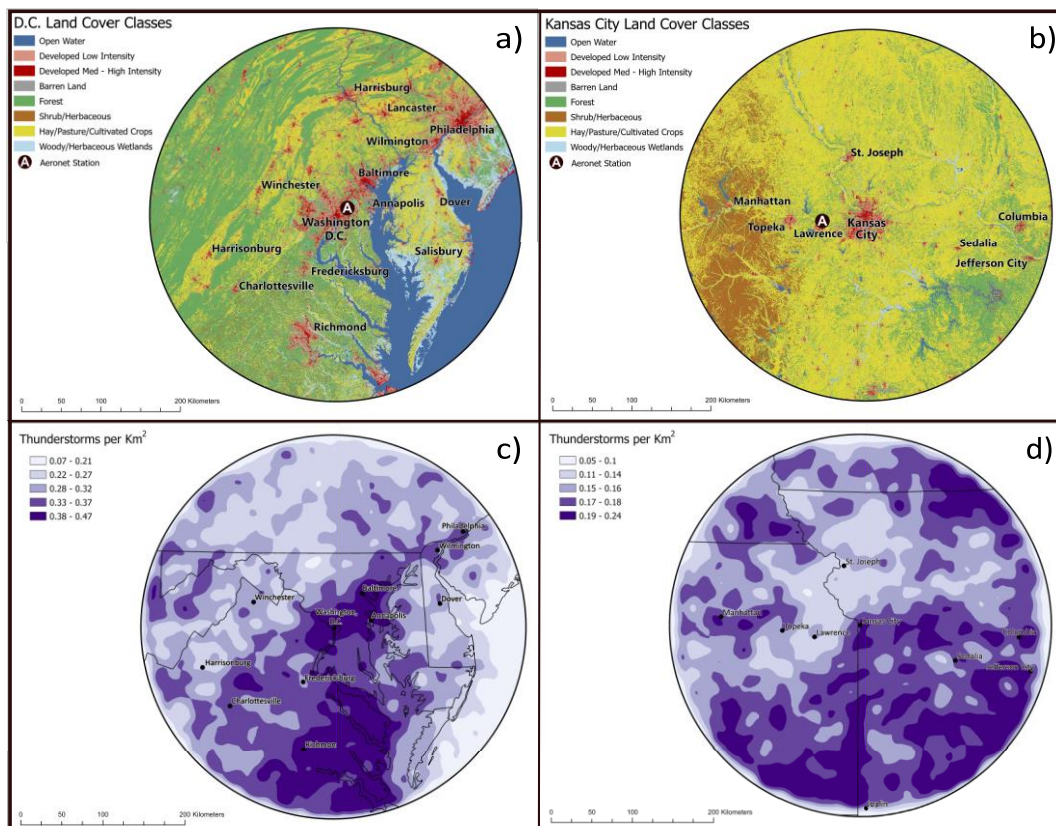 D.C. Land Cover Classes
a)
Open Water
Developed Low Intensity
Developed Med - High Intensity
Barren Land
Forest
Shrub/Herbaceous
Hay/Pasture/Cultivated Crops
Woody/Herbaceous Wetlands
A Aeronet Station
Harrisburg
Lancaster
Philadelphia
Wilmington
Baltimore
Winchester
A
Annapolis
Dover
Washington
D.C.
Harrisonburg
Salisbury
Fredericksburg
Charlottesville
Richmond
0 50 100 200 Kilometers
Kansas City Land Cover Classes
b)
Open Water
Developed Low Intensity
Developed Med - High Intensity
Barren Land
Forest
Shrub/Herbaceous
Hay/Pasture/Cultivated Crops
Woody/Herbaceous Wetlands
A Aeronet Station
St. Joseph
Manhattan
A
Columbia
Topeka
Lawrence
Kansas
City
Sedalia
Jefferson City
0 50 100 200 Kilometers
Thunderstorms per Km2
c)
0.07 - 0.21
0.22 - 0.27
0.28 - 0.32
0.33 - 0.37
0.38 - 0.47
Philadelphia
Wilmington
Baltimore
Winchester
Dover
Washington,
D.C.
Annapolis
Harrisonburg
Fredericksburg
Charlottesville
Richmon
0 50 100 200 Kilometers
Thunderstorms per Km2
d)
0.05 - 0.1
0.11 - 0.14
0.15 - 0.16
0.17 - 0.18
0.19 - 0.24
St. Joseph
Manhattan
Topeka
Lawrence
Kansas City
Columbia
Sedalia
Jefferson City
0 50 100 200 Kilometers